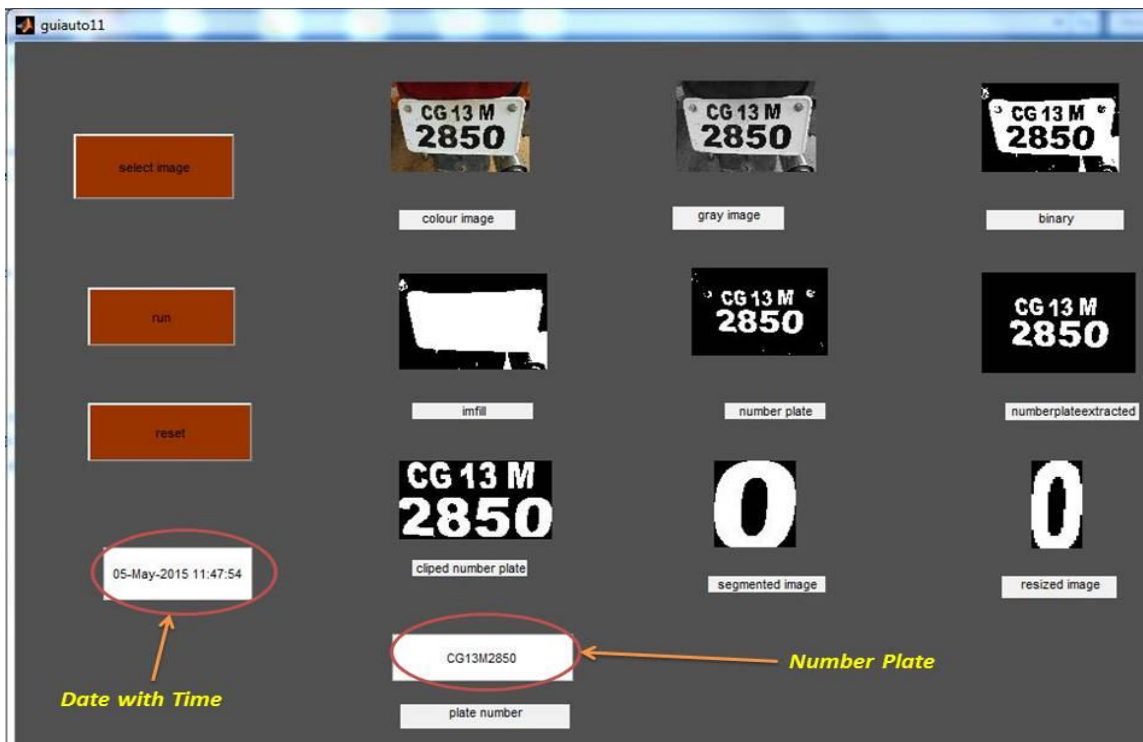 guiauto11
select image
run
reset
05-May-2015 11:47:54
Date with Time
CG 13 M
2850
colour image
CG 13 M
2850
gray image
CG 13 M
2850
binary
imfill
CG 13 M
2850
number plate
CG 13 M
2850
numberplateextracted
CG 13 M
2850
cliped number plate
0
segmented image
0
resized image
CG13M2850
plate number
Number Plate